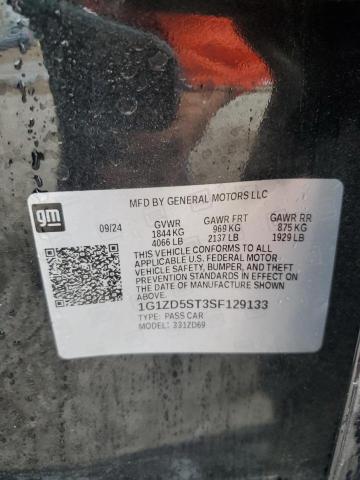 MFD BY GENERAL MOTORS LLC
gm
09/24
GVWR GAWR FRT GAWR RR
1844 KG 969 KG 875 KG
4066 LB 2137 LB 1929 LB
THIS VEHICLE CONFORMS TO ALL
APPLICABLE U.S. FEDERAL MOTOR
VEHICLE SAFETY, BUMPER, AND THEFT
PREVENTION STANDARDS IN EFFECT ON THE
DATE OF MANUFACTURE SHOWN
ABOVE.
1G1ZD5ST3SF129133
TYPE: PASS CAR
MODEL: 331ZD69